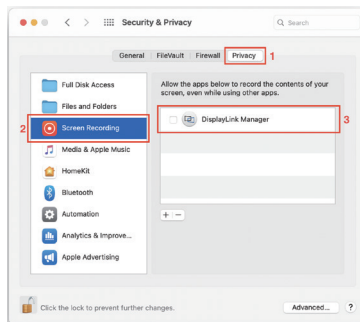 Security & Privacy
Search
General
FileVault
Firewall
Privacy
1
Full Disk Access
Files and Folders
2
Screen Recording
Media & Apple Music
HomeKit
Bluetooth
Automation
Analytics & Improve...
Apple Advertising
Allow the apps below to record the contents of your
screen, even while using other apps.
DisplayLink Manager
3
+ −
Click the lock to prevent further changes.
Advanced...
?